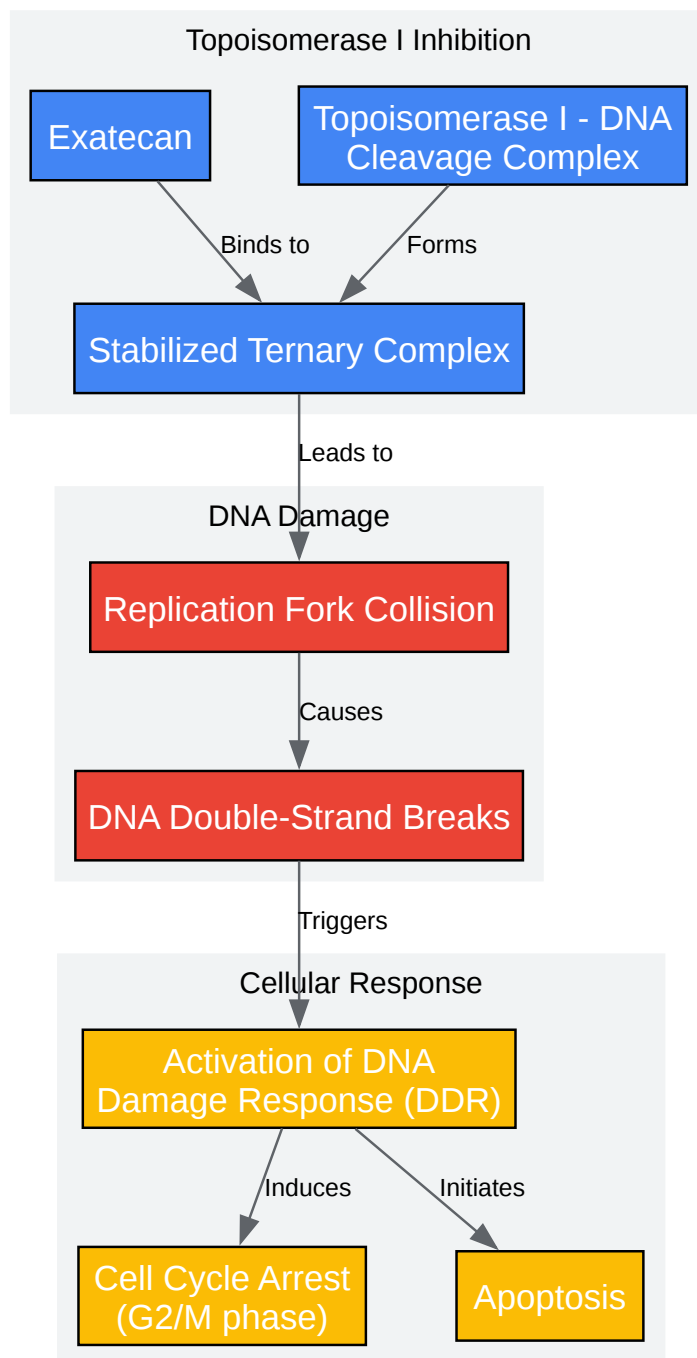 Topoisomerase I Inhibition
Exatecan
Topoisomerase I - DNA
Cleavage Complex
Binds to
Forms
Stabilized Ternary Complex
Leads to
DNA Damage
Replication Fork Collision
Causes
DNA Double-Strand Breaks
Triggers
Cellular Response
Activation of DNA
Damage Response (DDR)
Induces
Initiates
Cell Cycle Arrest
(G2/M phase)
Apoptosis